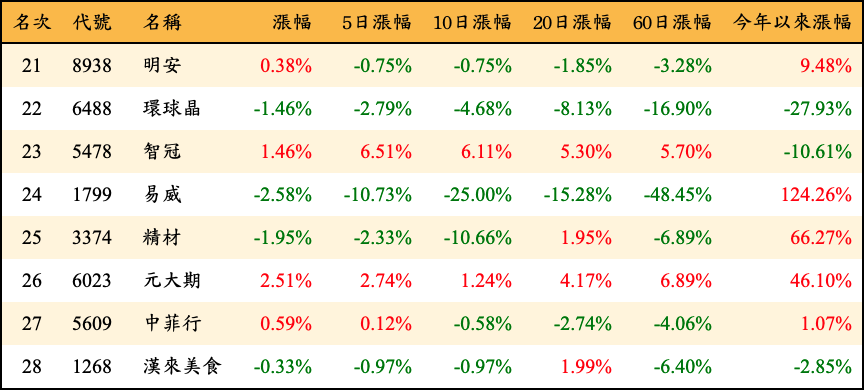 名次 代號 名稱 漲幅 5日漲幅 10日漲幅 20日漲幅 60日漲幅 今年以來漲幅
21 8938 明安 0.38% -0.75% -0.75% -1.85% -3.28% 9.48%
22 6488 環球晶 -1.46% -2.79% -4.68% -8.13% -16.90% -27.93%
23 5478 智冠 1.46% 6.51% 6.11% 5.30% 5.70% -10.61%
24 1799 易威 -2.58% -10.73% -25.00% -15.28% -48.45% 124.26%
25 3374 精材 -1.95% -2.33% -10.66% 1.95% -6.89% 66.27%
26 6023 元大期 2.51% 2.74% 1.24% 4.17% 6.89% 46.10%
27 5609 中菲行 0.59% 0.12% -0.58% -2.74% -4.06% 1.07%
28 1268 漢來美食 -0.33% -0.97% -0.97% 1.99% -6.40% -2.85%